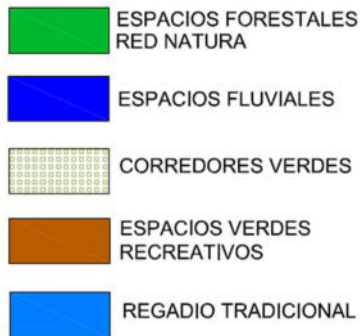 ESPACIOS FORESTALES
RED NATURA
ESPACIOS FLUVIALES
CORREDORES VERDES
ESPACIOS VERDES
RECREATIVOS
REGADIO TRADICIONAL